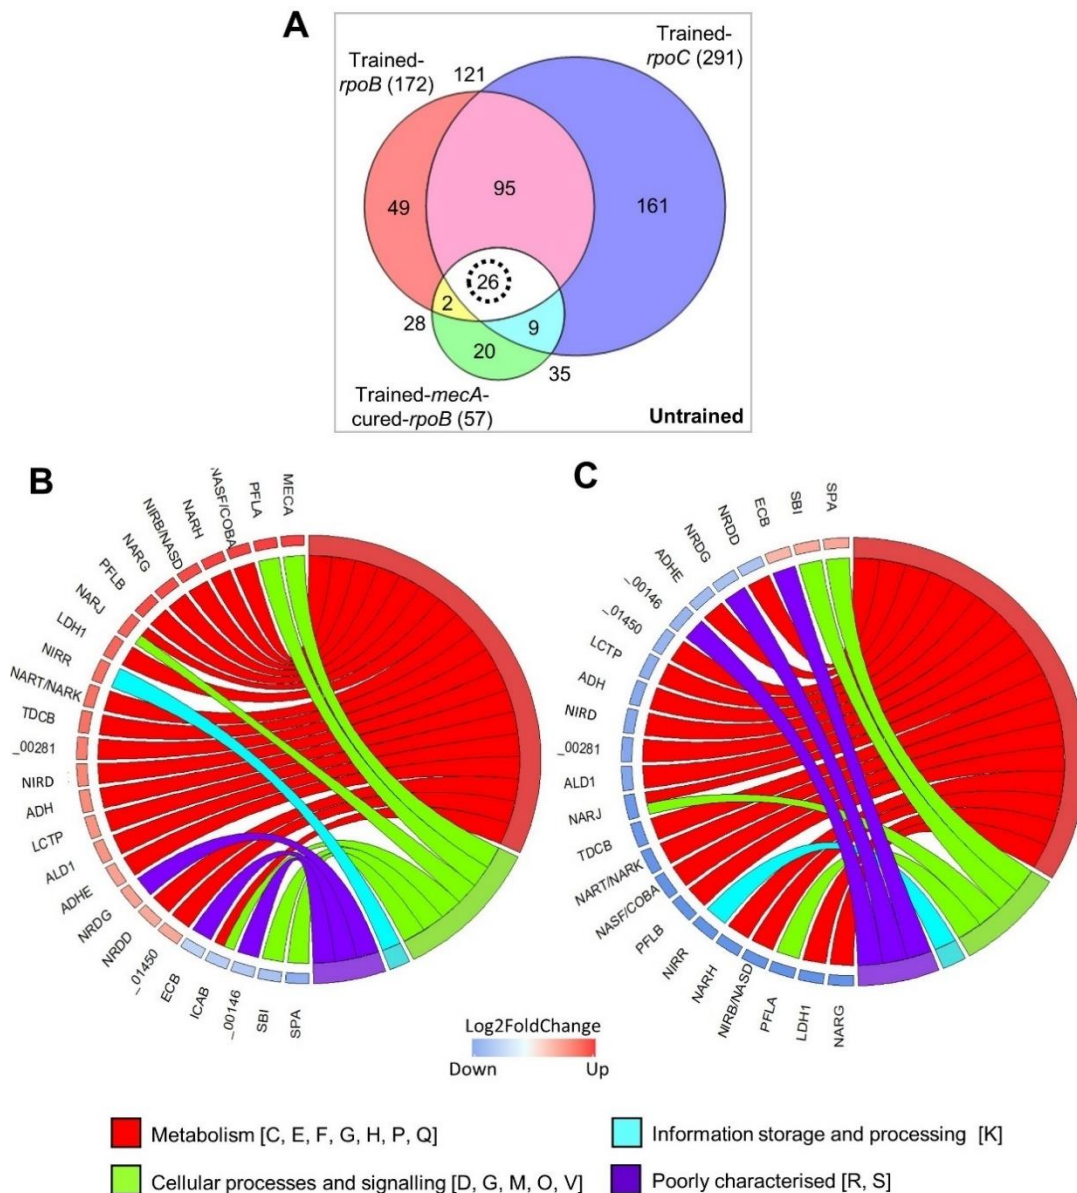 A
Trained-
rpoB (172)
121
Trained-
rpoC (291)
49
95
161
26
2
9
28
20
35
Trained-mecA-
cured-rpoB (57)
Untrained
B
MECA
PFLA
NASF/COBA
NARH
NIRB/NASD
NARG
PFLB
NARJ
LDH1
NIRR
NART/NARK
TDCB
_00281
NIRD
ADH
LCTP
ALD1
ADHE
NRDG
NRDD
_01450
ECB
ICAB
_00146
SBI
SPA
C
SPA
SBI
ECB
NRDD
NRDG
ADHE
_00146
_01450
LCTP
ADH
NIRD
_00281
ALD1
NARJ
TDCB
NART/NARK
NASF/COBA
PFLB
NIRR
NARH
NIRB/NASD
PFLA
LDH1
NARG
Log2FoldChange
Down Up
Metabolism [C, E, F, G, H, P, Q]
Information storage and processing [K]
Cellular processes and signalling [D, G, M, O, V]
Poorly characterised [R, S]